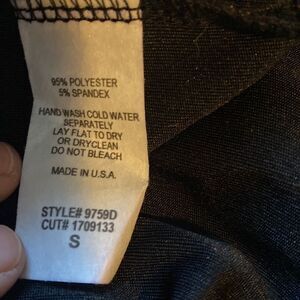 95% POLYESTER
5% SPANDEX
HAND WASH COLD WATER
SEPARATELY
LAY FLAT TO DRY
OR DRYCLEAN
DO NOT BLEACH
MADE IN U.S.A.
STYLE# 9759D
CUT# 1709133
S